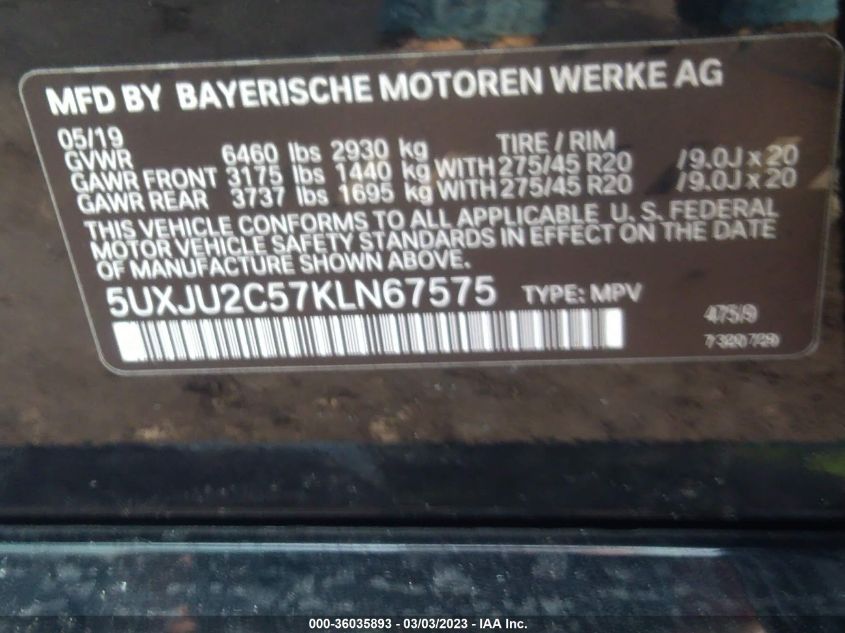 MFD BY BAYERISCHE MOTOREN WERKE AG
05/19
GVWR 6460 lbs 2930 kg TIRE / RIM
GAWR FRONT 3175 lbs 1440 kg WITH 275/45 R20 /9.0J x 20
GAWR REAR 3737 lbs 1695 kg WITH 275/45 R20 /9.0J x 20
THIS VEHICLE CONFORMS TO ALL APPLICABLE U. S. FEDERAL
MOTOR VEHICLE SAFETY STANDARDS IN EFFECT ON THE DATE
OF MANUFACTURE SHOWN ABOVE.
5UXJU2C57KLN67575 TYPE: MPV
475/9
000-36035893 - 03/03/2023 - IAA Inc.